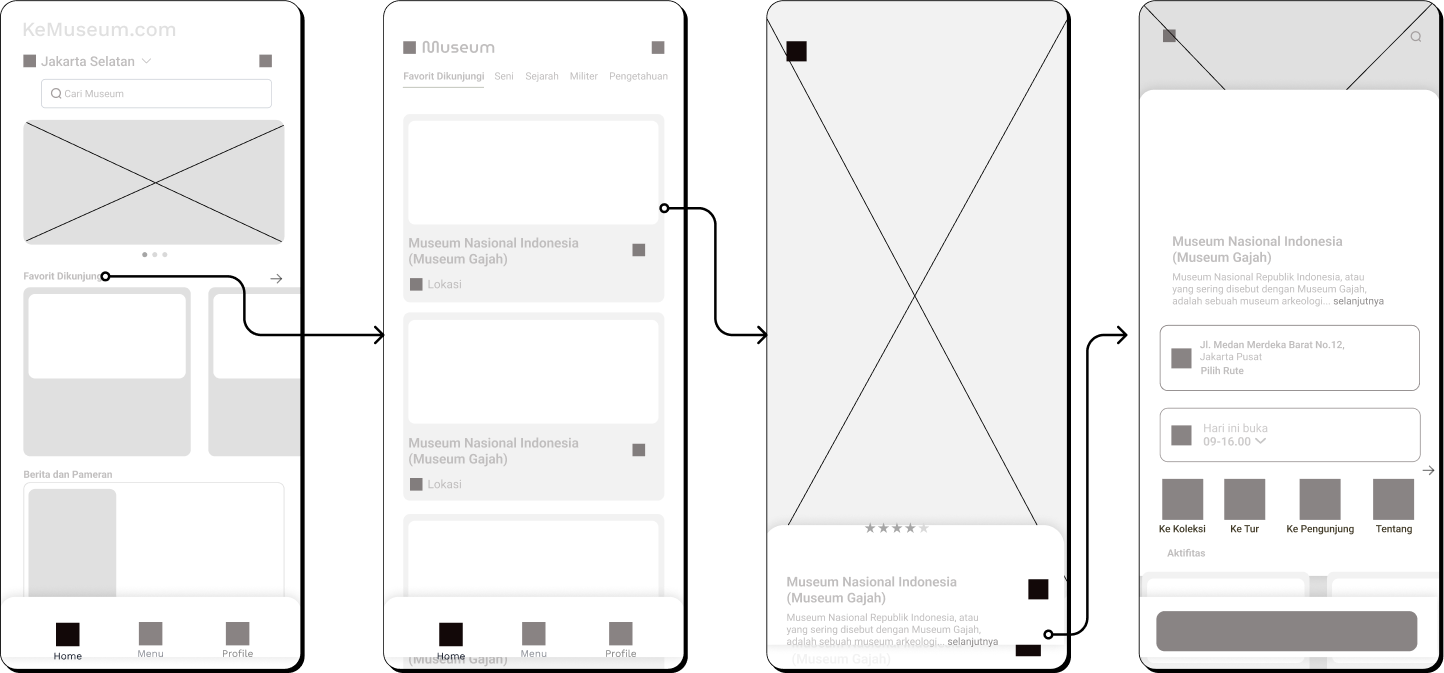 KeMuseum.com
Jakarta Selatan
Cari Museum
Favorit Dikunjung
Berita dan Pameran
Home
Menu
Profile
Museum
Favorit Dikunjungi
Seni
Sejarah
Militer
Pengetahuan
Museum Nasional Indonesia
(Museum Gajah)
Lokasi
Museum Nasional Indonesia
(Museum Gajah)
Lokasi
Home
Menu
Profile
(Museum Gajah)
Museum Nasional Indonesia
(Museum Gajah)
Museum Nasional Republik Indonesia, atau
yang sering disebut dengan Museum Gajah,
adalah sebuah museum arkeologi... selanjutnya
(Museum Gajah)
Museum Nasional Indonesia
(Museum Gajah)
Museum Nasional Republik Indonesia, atau
yang sering disebut dengan Museum Gajah,
adalah sebuah museum arkeologi... selanjutnya
Jl. Medan Merdeka Barat No.12,
Jakarta Pusat
Pilih Rute
Hari ini buka
09-16.00
Ke Koleksi
Ke Tur
Ke Pengunjung
Tentang
Aktifitas